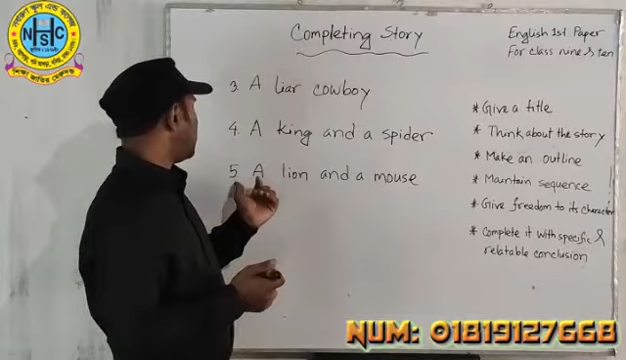 NHSC
শিক্ষা জাতির মেরুদন্ড
Completing Story
English 1st Paper
For class nine & ten
3. A liar cowboy
4. A king and a spider
5 A lion and a mouse
* Give a title
* Think about the story
* Make an outline
* Maintain sequence
* Give freedom to its character
* Complete it with specific &
relatable conclusion
NUM: 01819127668